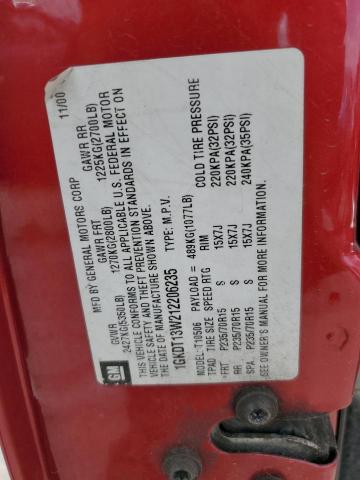 GM
MFD BY GENERAL MOTORS CORP 11/00
GVWR GAWR FRT GAWR RR
2427KG(5350LB) 1270KG(2800LB) 1225KG(2700LB)
THIS VEHICLE CONFORMS TO ALL APPLICABLE U.S. FEDERAL MOTOR
VEHICLE SAFETY AND THEFT PREVENTION STANDARDS IN EFFECT ON
THE DATE OF MANUFACTURE SHOWN ABOVE.
1GKDT13W212206235 TYPE: M.P.V.
MODEL-T10506 PAYLOAD = 489KG(1077LB)
TPAD TIRE SIZE SPEED RTG RIM COLD TIRE PRESSURE
FRT P235/70R15 S 15X7J 220KPA(32PSI)
RR P235/70R15 S 15X7J 220KPA(32PSI)
SPA P235/70R15 S 15X7J 240KPA(35PSI)
SEE OWNER'S MANUAL FOR MORE INFORMATION.